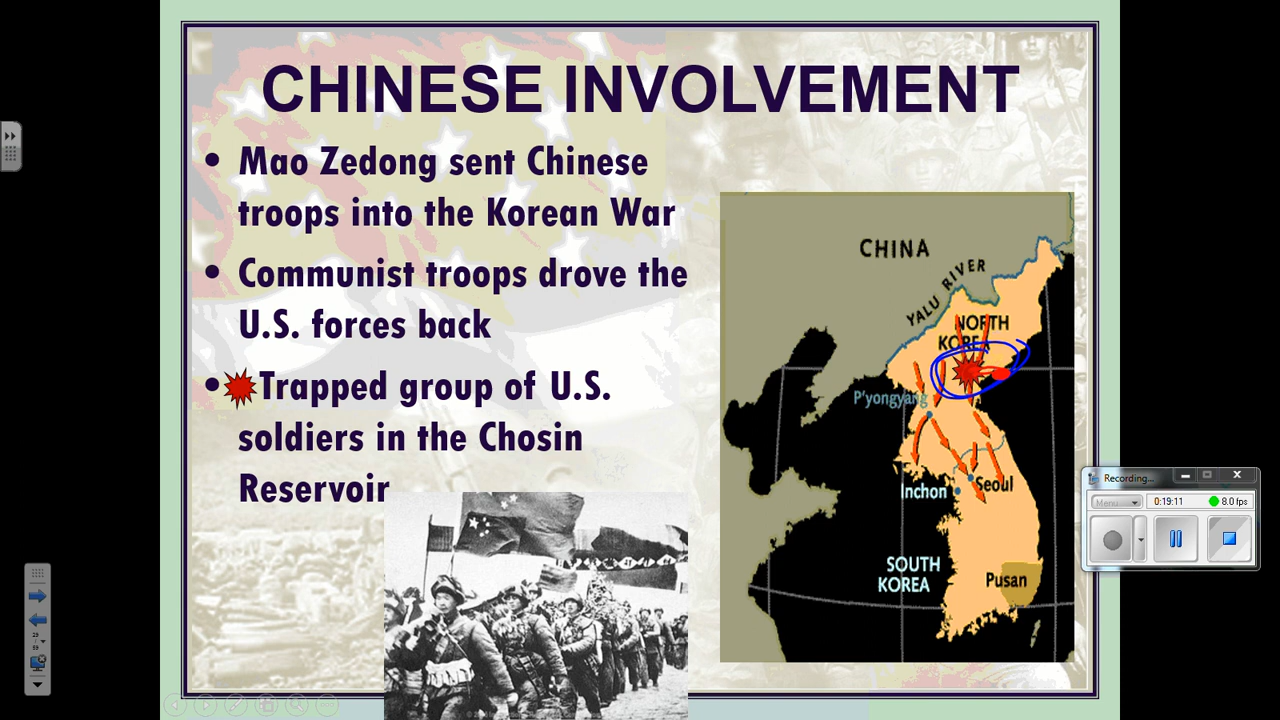 CHINESE INVOLVEMENT
• Mao Zedong sent Chinese
troops into the Korean War
• Communist troops drove the
U.S. forces back
• Trapped group of U.S.
soldiers in the Chosin
Reservoir
CHINA
YALU RIVER
NORTH
KOREA
P'yongyang
Seoul
Inchon
SOUTH
KOREA
Pusan
Recording...
Menu
0:19:11
8.0 fps